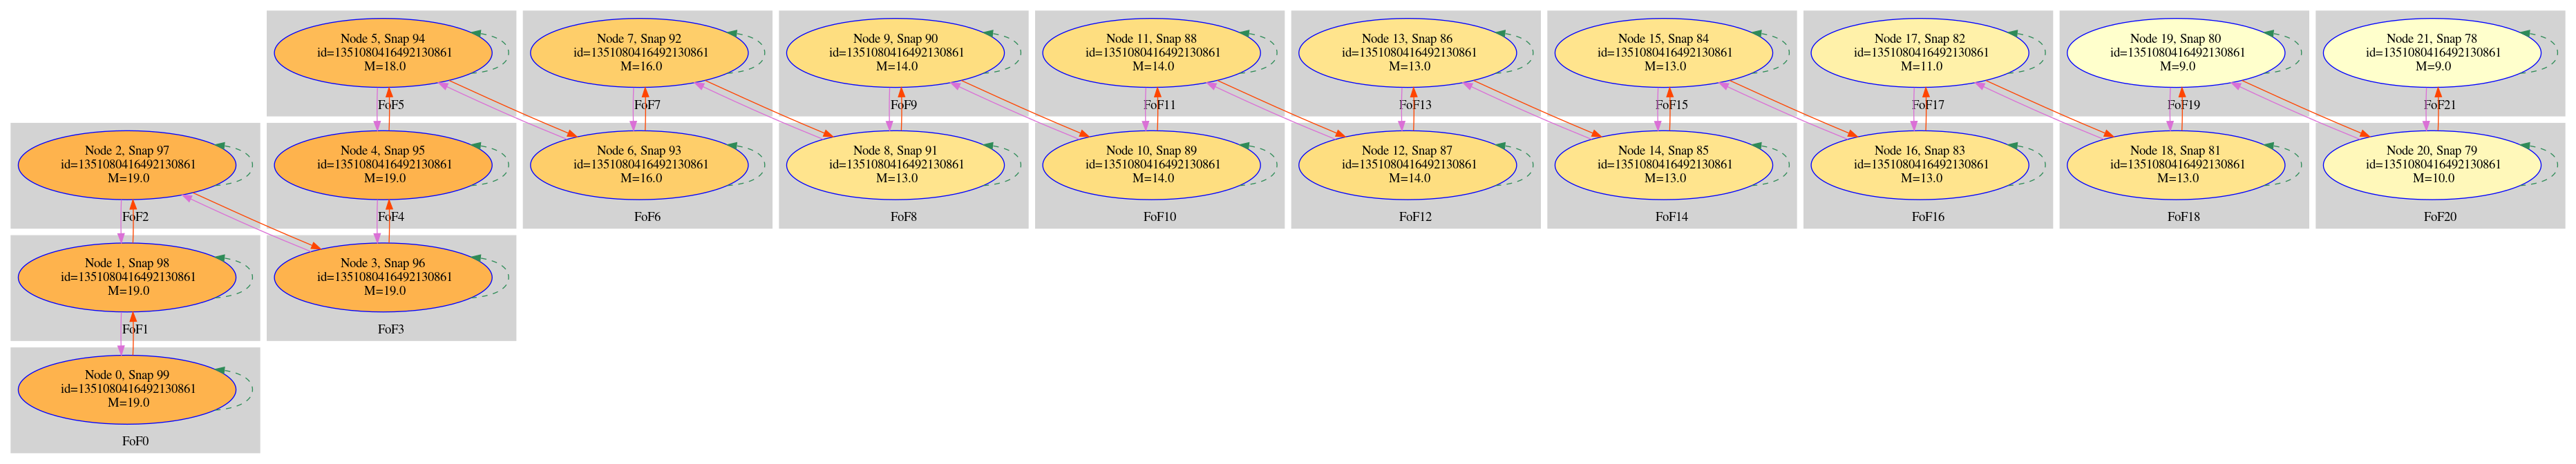 Node 5, Snap 94
id=1351080416492130861
M=18.0
FoF5
Node 7, Snap 92
id=1351080416492130861
M=16.0
FoF7
Node 9, Snap 90
id=1351080416492130861
M=14.0
FoF9
Node 11, Snap 88
id=1351080416492130861
M=14.0
FoF11
Node 13, Snap 86
id=1351080416492130861
M=13.0
FoF13
Node 15, Snap 84
id=1351080416492130861
M=13.0
FoF15
Node 17, Snap 82
id=1351080416492130861
M=11.0
FoF17
Node 19, Snap 80
id=1351080416492130861
M=9.0
FoF19
Node 21, Snap 78
id=1351080416492130861
M=9.0
FoF21
Node 2, Snap 97
id=1351080416492130861
M=19.0
FoF2
Node 4, Snap 95
id=1351080416492130861
M=19.0
FoF4
Node 6, Snap 93
id=1351080416492130861
M=16.0
FoF6
Node 8, Snap 91
id=1351080416492130861
M=13.0
FoF8
Node 10, Snap 89
id=1351080416492130861
M=14.0
FoF10
Node 12, Snap 87
id=1351080416492130861
M=14.0
FoF12
Node 14, Snap 85
id=1351080416492130861
M=13.0
FoF14
Node 16, Snap 83
id=1351080416492130861
M=13.0
FoF16
Node 18, Snap 81
id=1351080416492130861
M=13.0
FoF18
Node 20, Snap 79
id=1351080416492130861
M=10.0
FoF20
Node 1, Snap 98
id=1351080416492130861
M=19.0
FoF1
Node 3, Snap 96
id=1351080416492130861
M=19.0
FoF3
Node 0, Snap 99
id=1351080416492130861
M=19.0
FoF0